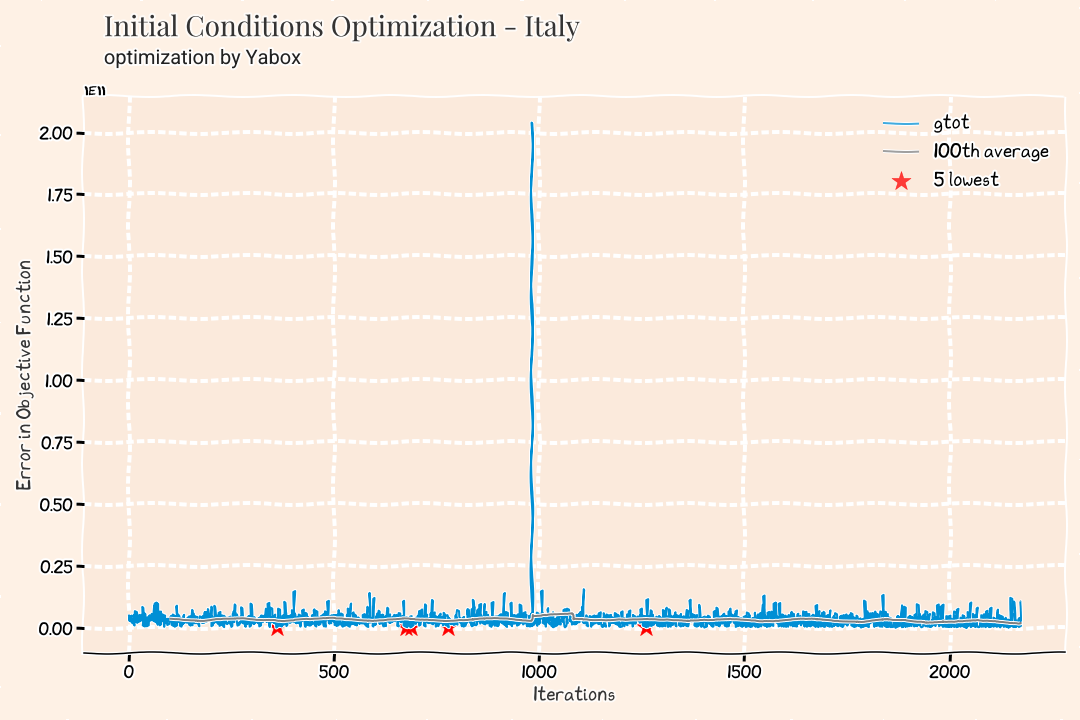 Initial Conditions Optimization - Italy
optimization by Yabox
1E11
2.00
1.75
1.50
1.25
1.00
0.75
0.50
0.25
0.00
Error in Objective Function
gtot
100th average
5 lowest
0 500 1000 1500 2000
Iterations